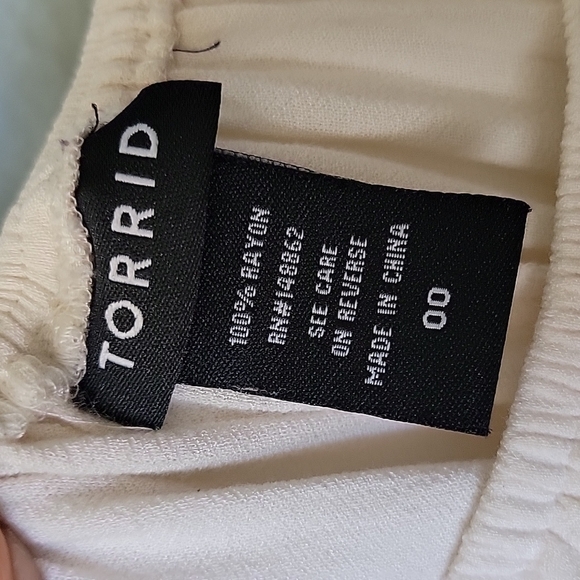 TORRID
100% RAYON
RN#148862
SEE CARE
ON REVERSE
MADE IN CHINA
00